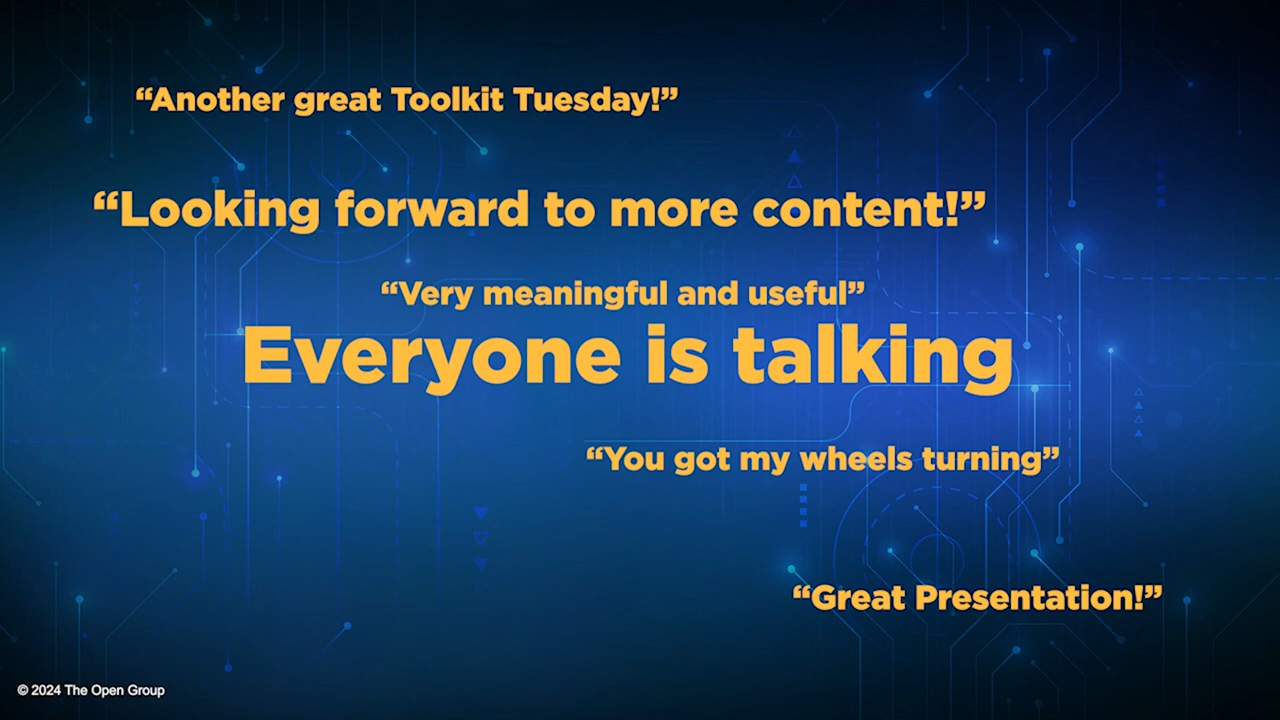 “Another great Toolkit Tuesday!”
“Looking forward to more content!”
“Very meaningful and useful”
Everyone is talking
“You got my wheels turning”
“Great Presentation!”
© 2024 The Open Group